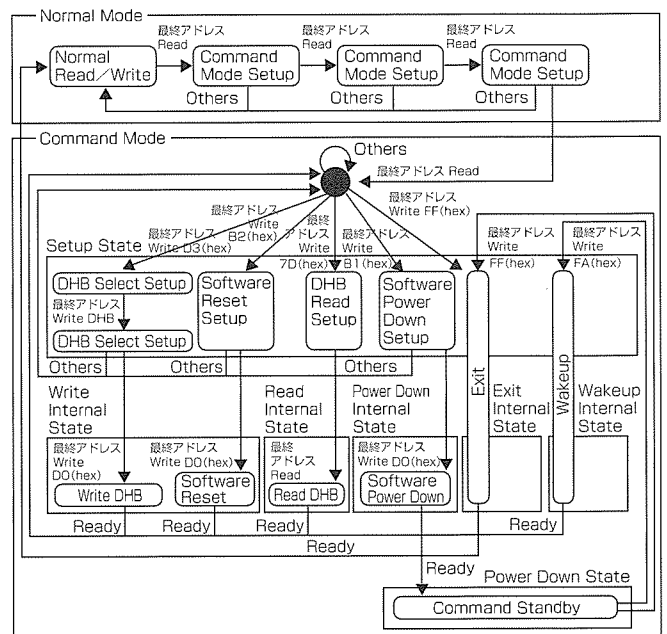 Normal Mode
最終アドレス
Read
最終アドレス
Read
最終アドレス
Read
Normal
Read／Write
Command
Mode Setup
Command
Mode Setup
Command
Mode Setup
Others
Others
Others
Command Mode
Others
最終アドレス Read
最終アドレス
Write D3(hex)
最終アドレス
Write
B2(hex)
最終
アドレス
Write
7D(hex)
最終アドレス
Write
B1(hex)
最終アドレス
Write FF(hex)
最終アドレス
Write
FF(hex)
最終アドレス
Write
FA(hex)
Setup State
DHB Select Setup
最終アドレス
Write DHB
DHB Select Setup
Software
Reset
Setup
DHB
Read
Setup
Software
Power
Down
Setup
Others
Others
Others
Exit
Wakeup
Write
Internal
State
Read
Internal
State
Power Down
Internal
State
Exit
Internal
State
Wakeup
Internal
State
最終アドレス
Write
D0(hex)
Write DHB
最終アドレス
Write D0(hex)
Software
Reset
最終
アドレス
Read
Read DHB
最終アドレス
Write D0(hex)
Software
Power Down
Ready
Ready
Ready
Ready
Ready
Ready
Power Down State
Command Standby